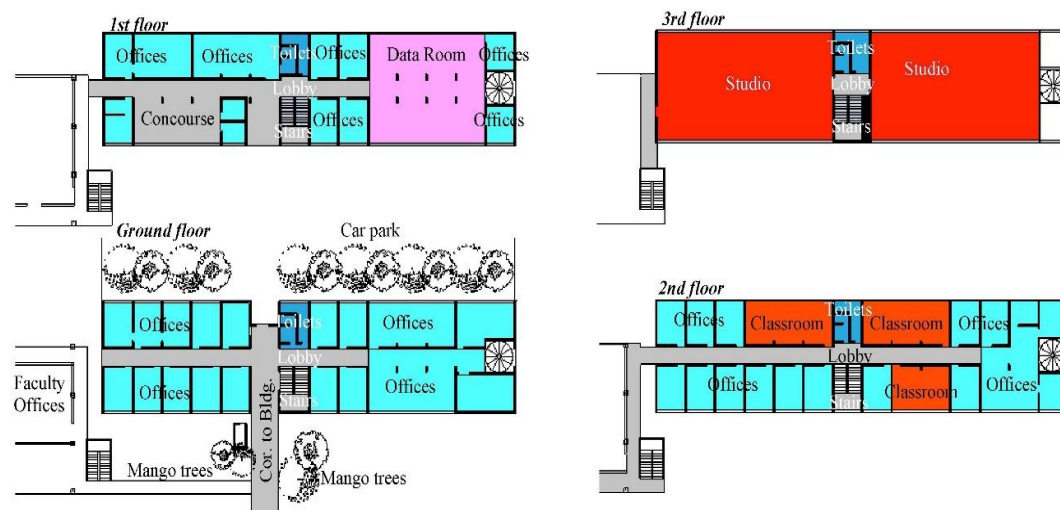 1st floor
Offices
Offices
Toilets
Offices
Data Room
Offices
Lobby
Concourse
Offices
Offices
Stairs
3rd floor
Toilets
Studio
Studio
Lobby
Stairs
Ground floor
Car park
Offices
Toilets
Offices
Lobby
Faculty
Offices
Offices
Offices
Stairs
Cor. to Bldg.
Mango trees
Mango trees
2nd floor
Toilets
Offices
Classroom
Classroom
Offices
Lobby
Offices
Classroom
Offices
Stairs